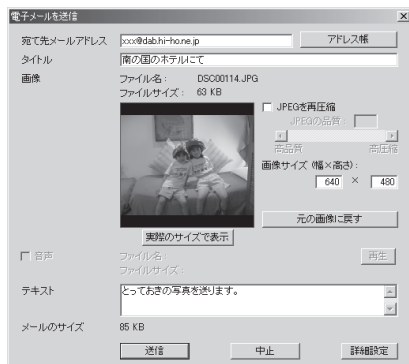 電子メールを送信
宛て先メールアドレス xxx@dab.hi-ho.ne.jp アドレス帳
タイトル 南の国のホテルにて
画像 ファイル名: DSC00114.JPG
ファイルサイズ: 63 KB
JPEGを再圧縮
JPEGの品質:
高品質 高圧縮
画像サイズ (幅×高さ):
640 × 480
元の画像に戻す
実際のサイズで表示
音声 ファイル名: 再生
ファイルサイズ:
テキスト とっておきの写真を送ります。
メールのサイズ 85 KB
送信 中止 詳細設定